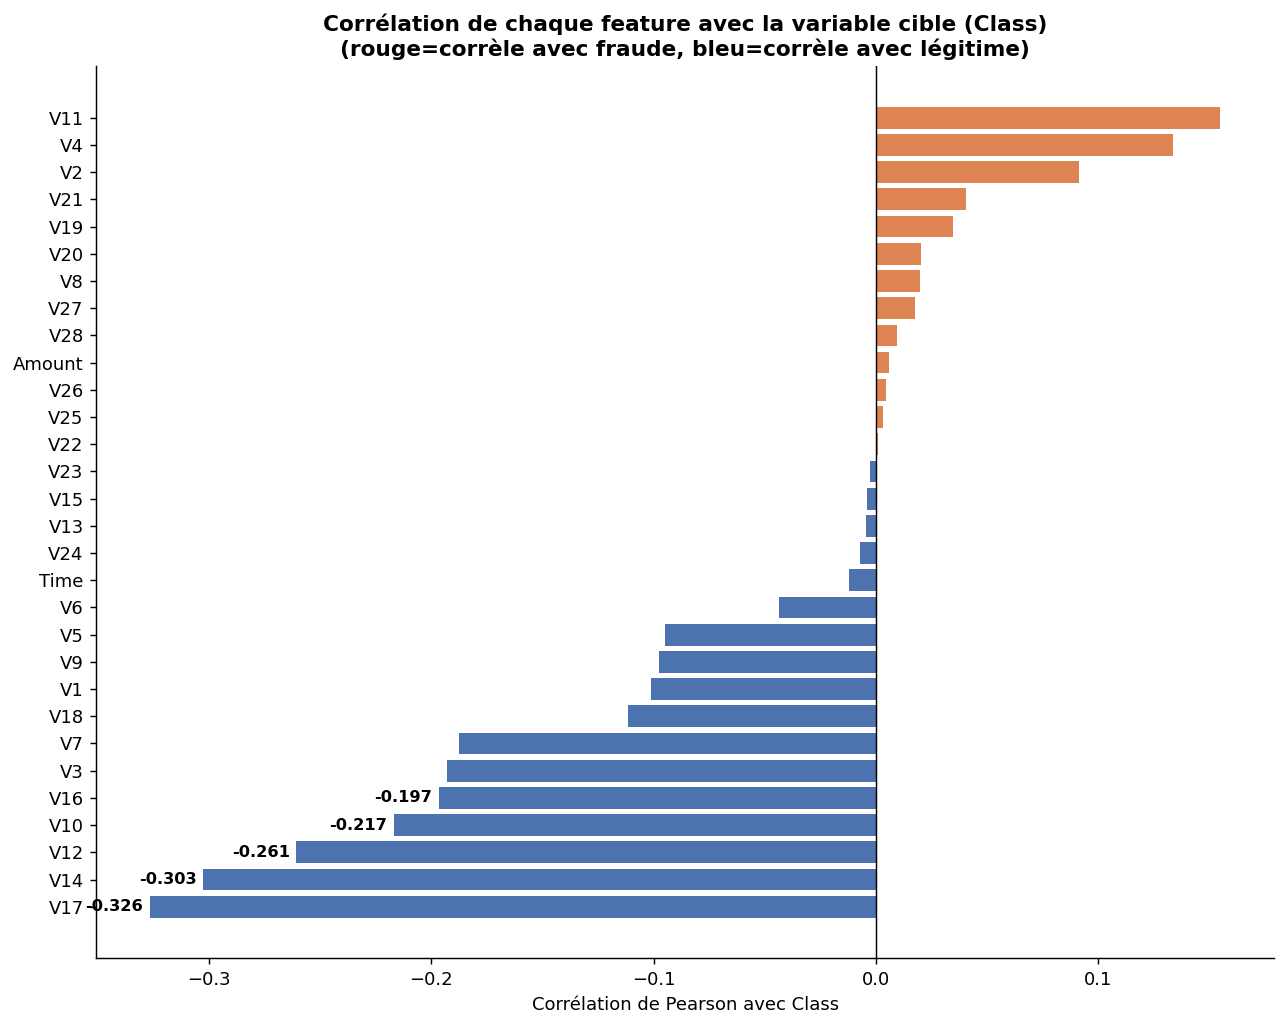 Corrélation de chaque feature avec la variable cible (Class)
(rouge=corrèle avec fraude, bleu=corrèle avec légitime)
V11
V4
V2
V21
V19
V20
V8
V27
V28
Amount
V26
V25
V22
V23
V15
V13
V24
Time
V6
V5
V9
V1
V18
V7
V3
V16 -0.197
V10 -0.217
V12 -0.261
V14 -0.303
V17 -0.326
−0.3 −0.2 −0.1 0.0 0.1
Corrélation de Pearson avec Class